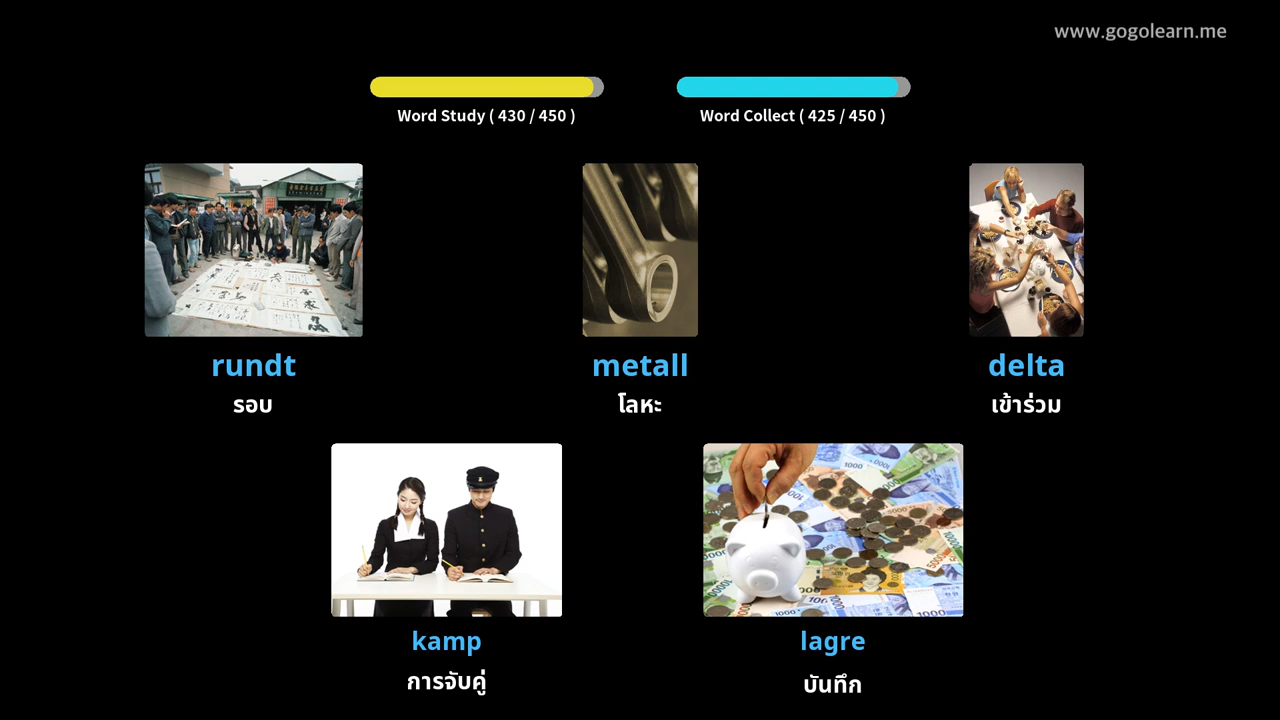 www.gogolearn.me
Word Study ( 430 / 450 )
Word Collect ( 425 / 450 )
rundt
metall
delta
รอบ
โลหะ
เข้าร่วม
kamp
lagre
การจับคู่
บันทึก